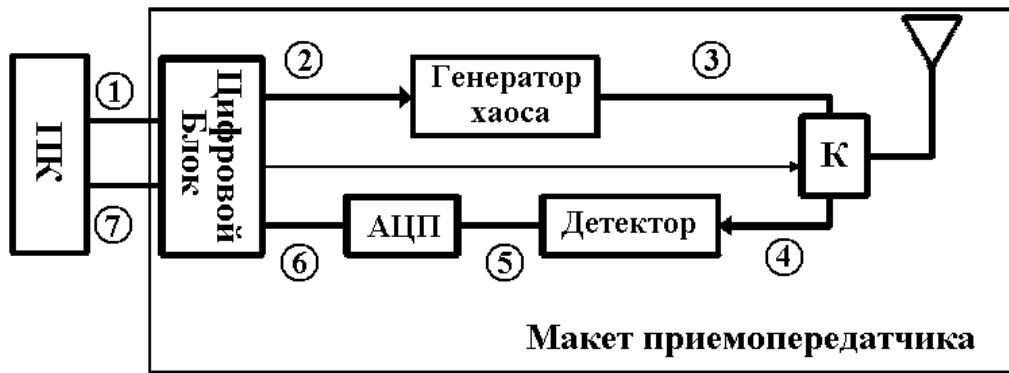 ①
②
③
ПК
Цифровой
Блок
Генератор
хаоса
К
⑦
⑥
АЦП
⑤
Детектор
④
Макет приемопередатчика